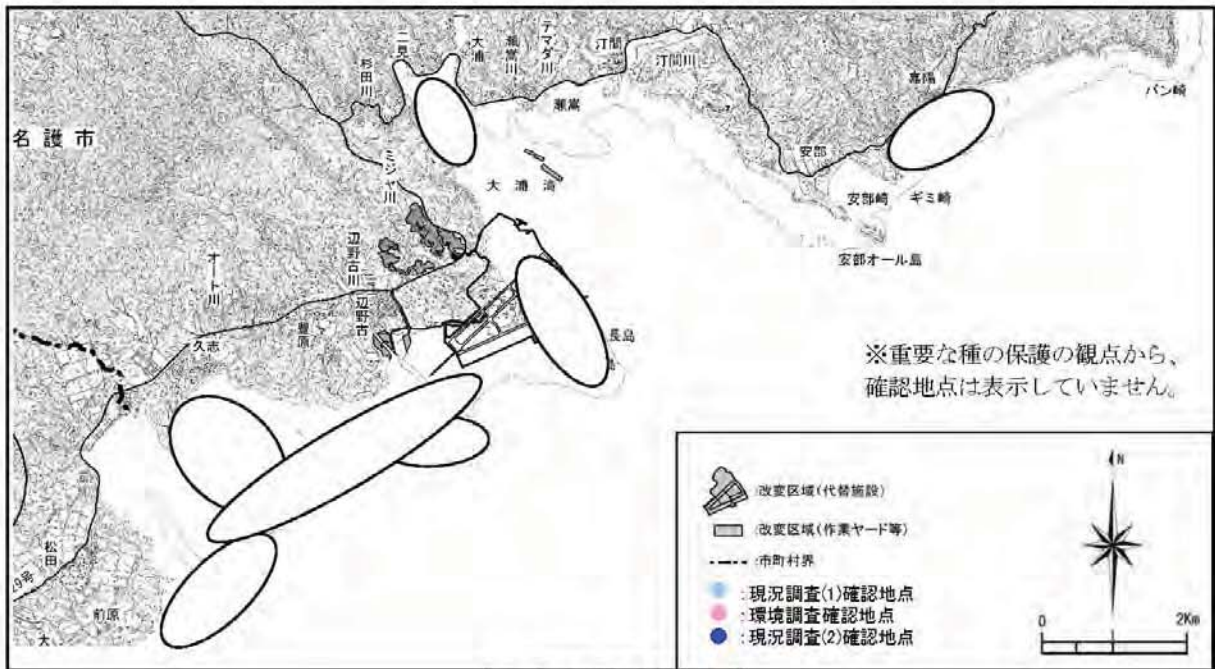 名護市
杉田川
二見
大浦
瀬嵩川
テマダ川
汀間
汀間川
嘉陽
バン崎
瀬嵩
安部
大浦湾
安部崎
ギミ崎
安部オール島
ミジャ川
辺野古川
辺野古
オート川
豊原
久志
長島
松田
前原
29号
大
※重要な種の保護の観点から、
確認地点は表示していません。
:改変区域(代替施設)
:改変区域(作業ヤード等)
:市町村界
:現況調査(1)確認地点
:環境調査確認地点
:現況調査(2)確認地点
N
0 2Km